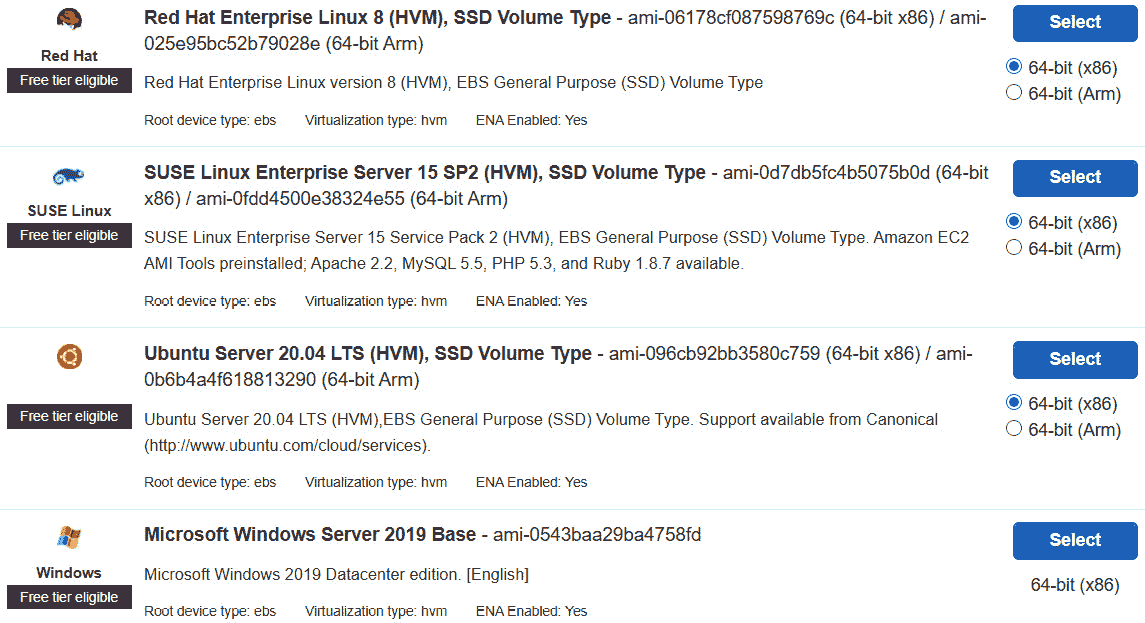 Red Hat Enterprise Linux 8 (HVM), SSD Volume Type - ami-06178cf087598769c (64-bit x86) / ami-
025e95bc52b79028e (64-bit Arm)
Select
Red Hat
Free tier eligible
Red Hat Enterprise Linux version 8 (HVM), EBS General Purpose (SSD) Volume Type
64-bit (x86)
64-bit (Arm)
Root device type: ebs Virtualization type: hvm ENA Enabled: Yes
SUSE Linux Enterprise Server 15 SP2 (HVM), SSD Volume Type - ami-0d7db5fc4b5075b0d (64-bit
x86) / ami-0fdd4500e38324e55 (64-bit Arm)
Select
SUSE Linux
Free tier eligible
SUSE Linux Enterprise Server 15 Service Pack 2 (HVM), EBS General Purpose (SSD) Volume Type. Amazon EC2
AMI Tools preinstalled; Apache 2.2, MySQL 5.5, PHP 5.3, and Ruby 1.8.7 available.
64-bit (x86)
64-bit (Arm)
Root device type: ebs Virtualization type: hvm ENA Enabled: Yes
Ubuntu Server 20.04 LTS (HVM), SSD Volume Type - ami-096cb92bb3580c759 (64-bit x86) / ami-
0b6b4a4f618813290 (64-bit Arm)
Select
Free tier eligible
Ubuntu Server 20.04 LTS (HVM),EBS General Purpose (SSD) Volume Type. Support available from Canonical
(http://www.ubuntu.com/cloud/services).
64-bit (x86)
64-bit (Arm)
Root device type: ebs Virtualization type: hvm ENA Enabled: Yes
Microsoft Windows Server 2019 Base - ami-0543baa29ba4758fd
Select
Windows
Free tier eligible
Microsoft Windows 2019 Datacenter edition. [English]
64-bit (x86)
Root device type: ebs Virtualization type: hvm ENA Enabled: Yes